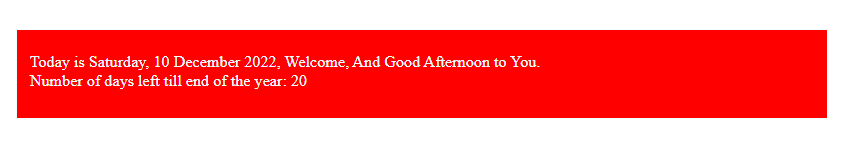 Today is Saturday, 10 December 2022, Welcome, And Good Afternoon to You.
Number of days left till end of the year: 20